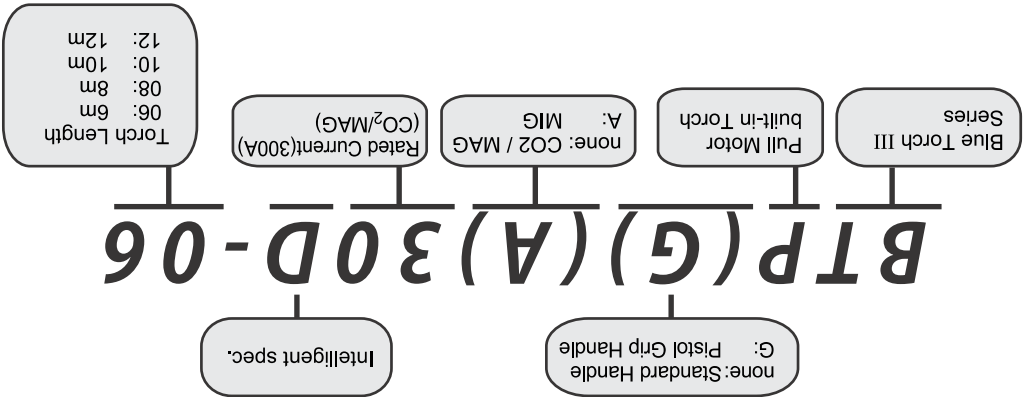 none: Standard Handle
G: Pistol Grip Handle
Intelligent spec.
BTP(G)(A)30D-06
Blue Torch III
Series
Pull Motor
built-in Torch
none: CO2 / MAG
A: MIG
Rated Current(300A)
(CO₂/MAG)
Torch Length
06: 6m
08: 8m
10: 10m
12: 12m